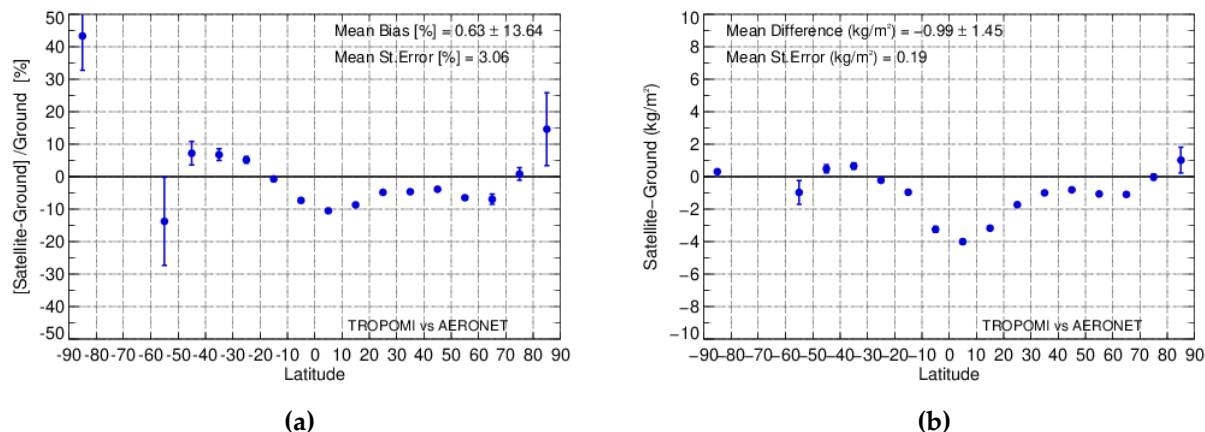 Mean Bias [%] = 0.63 ± 13.64
Mean St.Error [%] = 3.06
[Satellite-Ground] /Ground [%]
50
40
30
20
10
0
-10
-20
-30
-40
-50
TROPOMI vs AERONET
-90 -80 -70 -60 -50 -40 -30 -20 -10 0 10 20 30 40 50 60 70 80 90
Latitude
(a)
Mean Difference (kg/m²) = −0.99 ± 1.45
Mean St.Error (kg/m²) = 0.19
Satellite−Ground (kg/m²)
10
8
6
4
2
0
−2
−4
−6
−8
−10
TROPOMI vs AERONET
−90−80−70−60−50−40−30−20−10 0 10 20 30 40 50 60 70 80 90
Latitude
(b)